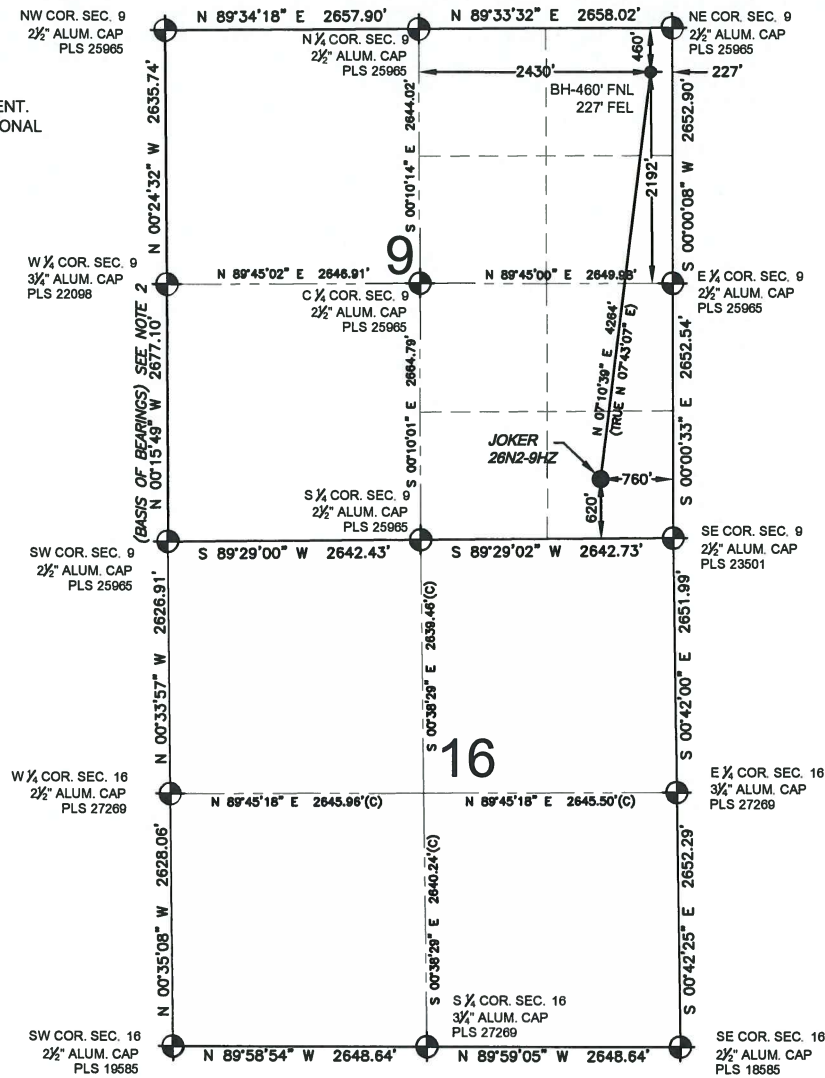 NW COR. SEC. 9
2½" ALUM. CAP
PLS 25965
N 89°34'18" E 2657.90'
N ¼ COR. SEC. 9
2½" ALUM. CAP
PLS 25965
N 89°33'32" E 2658.02'
NE COR. SEC. 9
2½" ALUM. CAP
PLS 25965
460'
2430'
227'
BH-460' FNL
227' FEL
ENT.
IONAL
N 00°24'32" W 2635.74'
S 00°10'14" E 2644.02'
2192'
S 00°00'08" W 2652.90'
W ¼ COR. SEC. 9
3¼" ALUM. CAP
PLS 22098
N 89°45'02" E 2646.91'
9
C ¼ COR. SEC. 9
2½" ALUM. CAP
PLS 25965
N 89°45'00" E 2649.98'
E ¼ COR. SEC. 9
2½" ALUM. CAP
PLS 25965
(BASIS OF BEARINGS) SEE NOTE 2
N 00°15'49" W 2677.10'
S 00°10'01" E 2664.79'
N 07°10'39" E 4264'
(TRUE N 07°43'07" E)
S 00°00'33" E 2652.54'
JOKER
26N2-9HZ
760'
620'
S ¼ COR. SEC. 9
2½" ALUM. CAP
PLS 25965
SW COR. SEC. 9
2½" ALUM. CAP
PLS 25965
S 89°29'00" W 2642.43'
S 89°29'02" W 2642.73'
SE COR. SEC. 9
2½" ALUM. CAP
PLS 23501
N 00°33'57" W 2626.91'
S 00°38'29" E 2639.46'(C)
S 00°42'00" E 2651.99'
16
W ¼ COR. SEC. 16
2½" ALUM. CAP
PLS 27269
N 89°45'18" E 2645.96'(C)
N 89°45'18" E 2645.50'(C)
E ¼ COR. SEC. 16
3¼" ALUM. CAP
PLS 27269
N 00°35'08" W 2628.06'
S 00°38'29" E 2640.24'(C)
S 00°42'25" E 2652.29'
S ¼ COR. SEC. 16
3¼" ALUM. CAP
PLS 27269
SW COR. SEC. 16
2½" ALUM. CAP
PLS 19585
N 89°58'54" W 2648.64'
N 89°59'05" W 2648.64'
SE COR. SEC. 16
2½" ALUM. CAP
PLS 18585